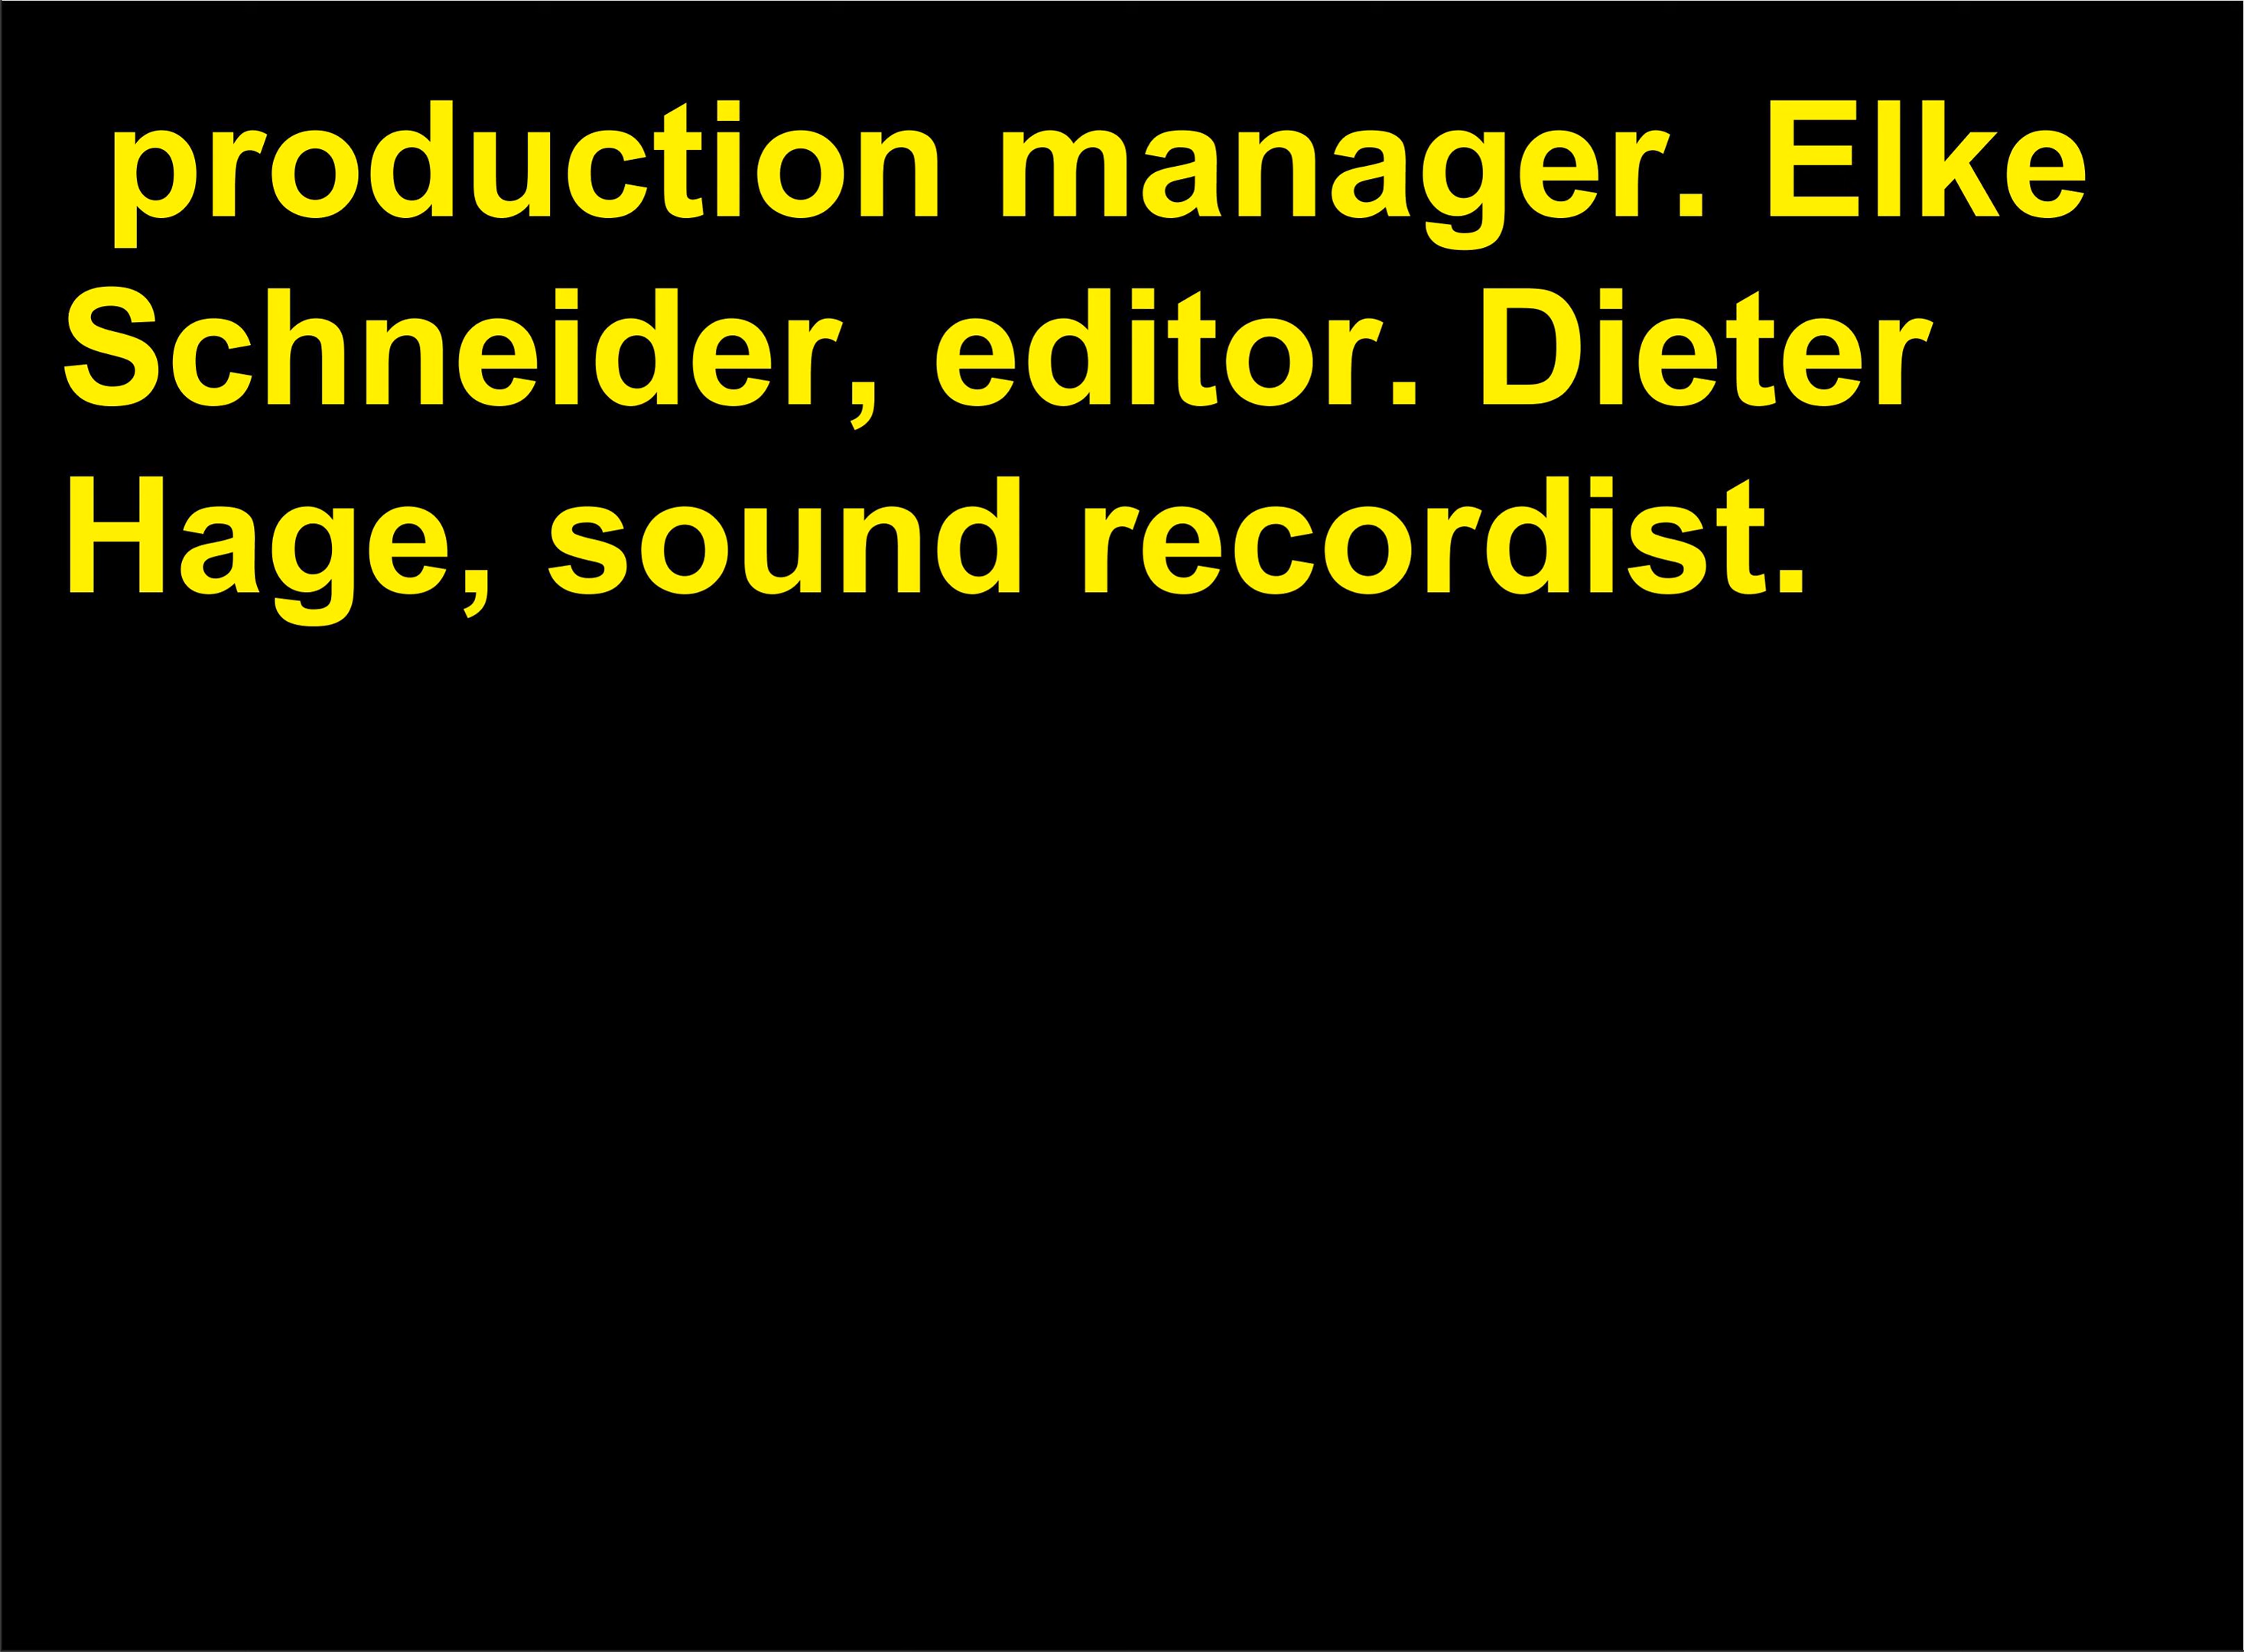 production manager. Elke
Schneider, editor. Dieter
Hage, sound recordist.